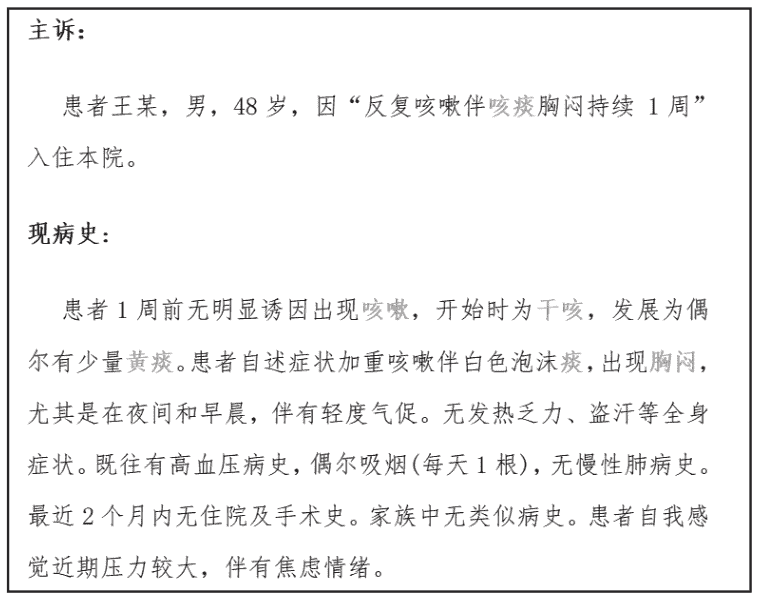 主诉：
患者王某，男，48 岁，因“反复咳嗽伴咳痰胸闷持续 1 周”
入住本院。
现病史：
患者 1 周前无明显诱因出现咳嗽，开始时为干咳，发展为偶
尔有少量黄痰。患者自述症状加重咳嗽伴白色泡沫痰，出现胸闷，
尤其是在夜间和早晨，伴有轻度气促。无发热乏力、盗汗等全身
症状。既往有高血压病史，偶尔吸烟(每天 1 根)，无慢性肺病史。
最近 2 个月内无住院及手术史。家族中无类似病史。患者自我感
觉近期压力较大，伴有焦虑情绪。